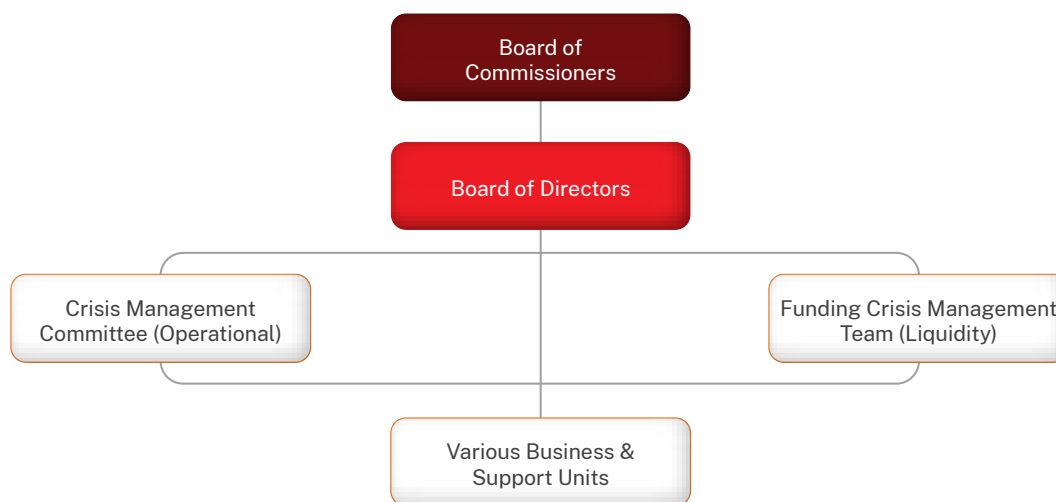 Board of
Commissioners
Board of Directors
Crisis Management
Committee (Operational)
Funding Crisis Management
Team (Liquidity)
Various Business &
Support Units